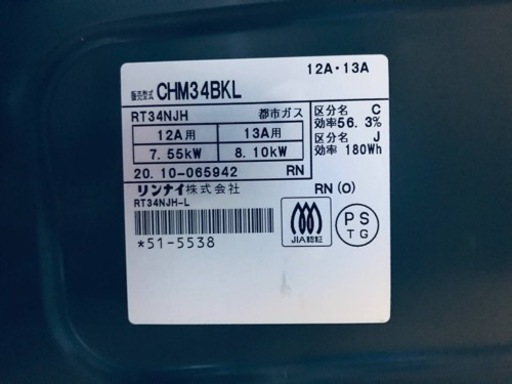 12A・13A
販売型式 CHM34BKL
RT34NJH 都市ガス
12A用 13A用
7.55kW 8.10kW
区分名 C
効率56.3%
区分名 J
効率 180Wh
20.10-065942 RN
リンナイ株式会社 RN(O)
RT34NJH-L
*51-5538
JIA認証
PS
TG